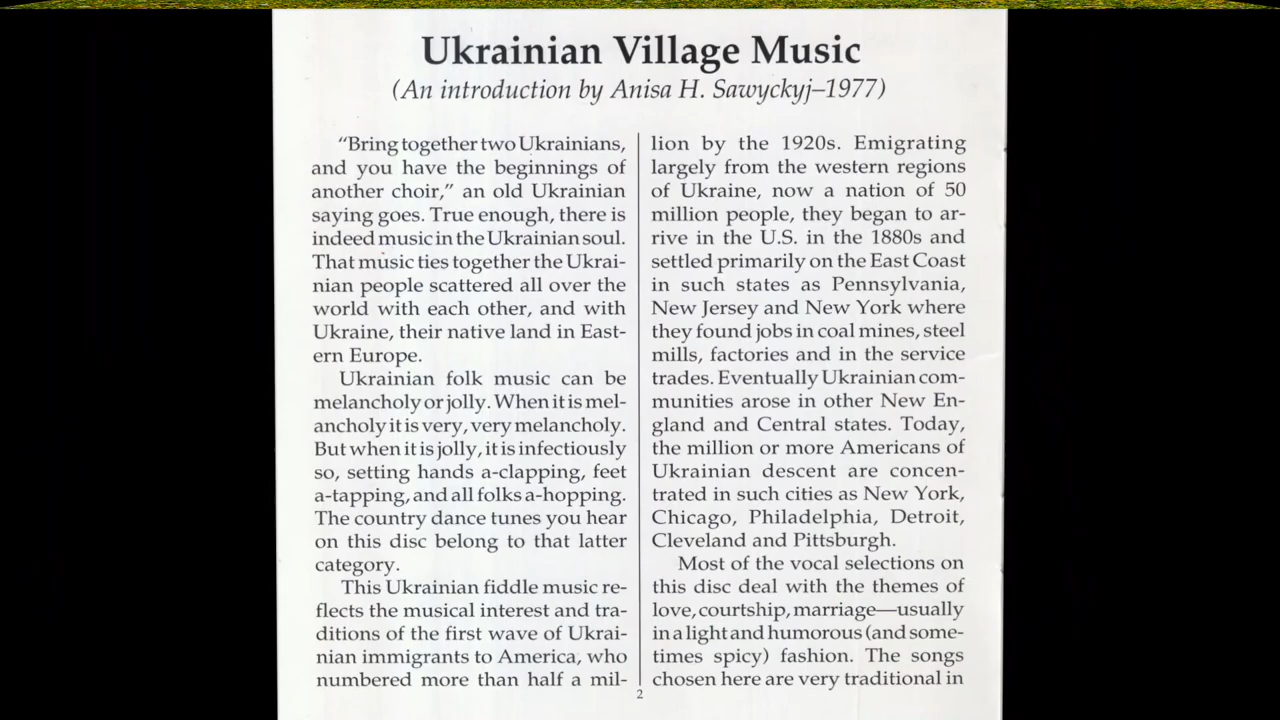 Ukrainian Village Music
(An introduction by Anisa H. Sawyckyj–1977)
“Bring together two Ukrainians,
and you have the beginnings of
another choir,” an old Ukrainian
saying goes. True enough, there is
indeed music in the Ukrainian soul.
That music ties together the Ukrai-
nian people scattered all over the
world with each other, and with
Ukraine, their native land in East-
ern Europe.
Ukrainian folk music can be
melancholy or jolly. When it is mel-
ancholy it is very, very melancholy.
But when it is jolly, it is infectiously
so, setting hands a-clapping, feet
a-tapping, and all folks a-hopping.
The country dance tunes you hear
on this disc belong to that latter
category.
This Ukrainian fiddle music re-
flects the musical interest and tra-
ditions of the first wave of Ukrai-
nian immigrants to America, who
numbered more than half a mil-
lion by the 1920s. Emigrating
largely from the western regions
of Ukraine, now a nation of 50
million people, they began to ar-
rive in the U.S. in the 1880s and
settled primarily on the East Coast
in such states as Pennsylvania,
New Jersey and New York where
they found jobs in coal mines, steel
mills, factories and in the service
trades. Eventually Ukrainian com-
munities arose in other New En-
gland and Central states. Today,
the million or more Americans of
Ukrainian descent are concen-
trated in such cities as New York,
Chicago, Philadelphia, Detroit,
Cleveland and Pittsburgh.
Most of the vocal selections on
this disc deal with the themes of
love, courtship, marriage—usually
in a light and humorous (and some-
times spicy) fashion. The songs
chosen here are very traditional in
2